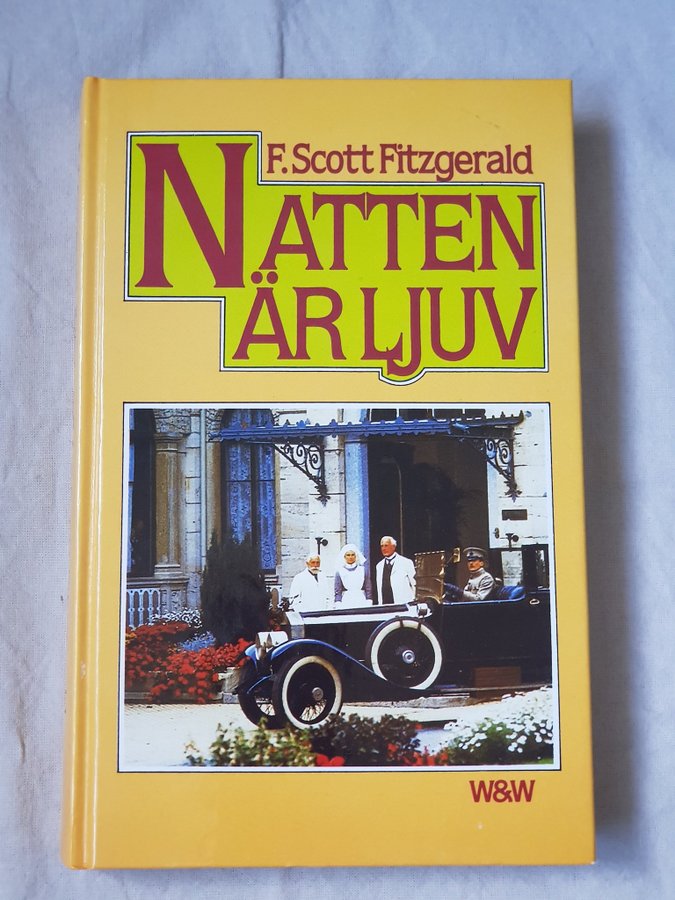 F. Scott Fitzgerald
NATTEN
ÄR LJUV
W&W